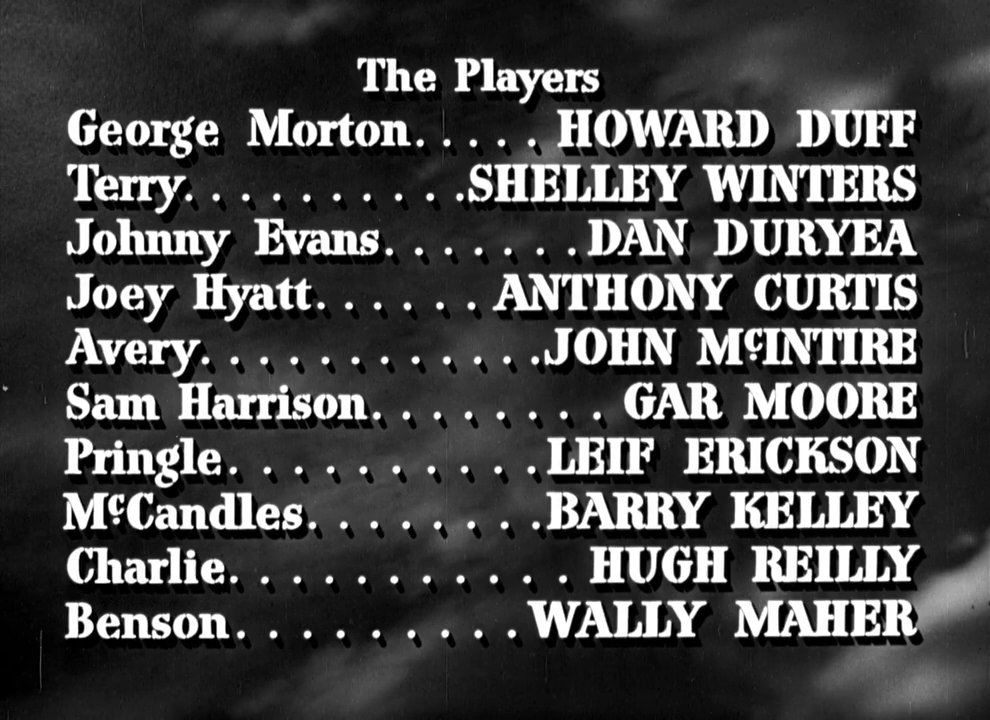 The Players
George Morton.....HOWARD DUFF
Terry..........SHELLEY WINTERS
Johnny Evans.......DAN DURYEA
Joey Hyatt......ANTHONY CURTIS
Avery............JOHN McINTIRE
Sam Harrison........GAR MOORE
Pringle..........LEIF ERICKSON
McCandles........BARRY KELLEY
Charlie...........HUGH REILLY
Benson.........WALLY MAHER